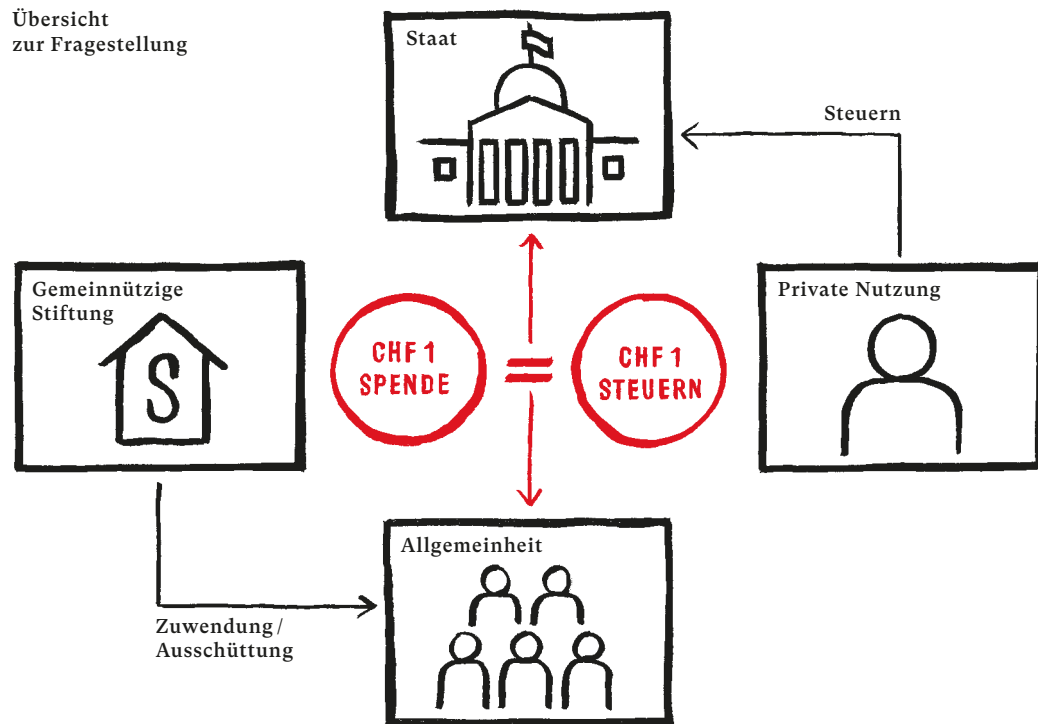 Übersicht
zur Fragestellung
Staat
Steuern
Gemeinnützige
Stiftung
S
CHF 1
SPENDE
=
CHF 1
STEUERN
Private Nutzung
Allgemeinheit
Zuwendung /
Ausschüttung